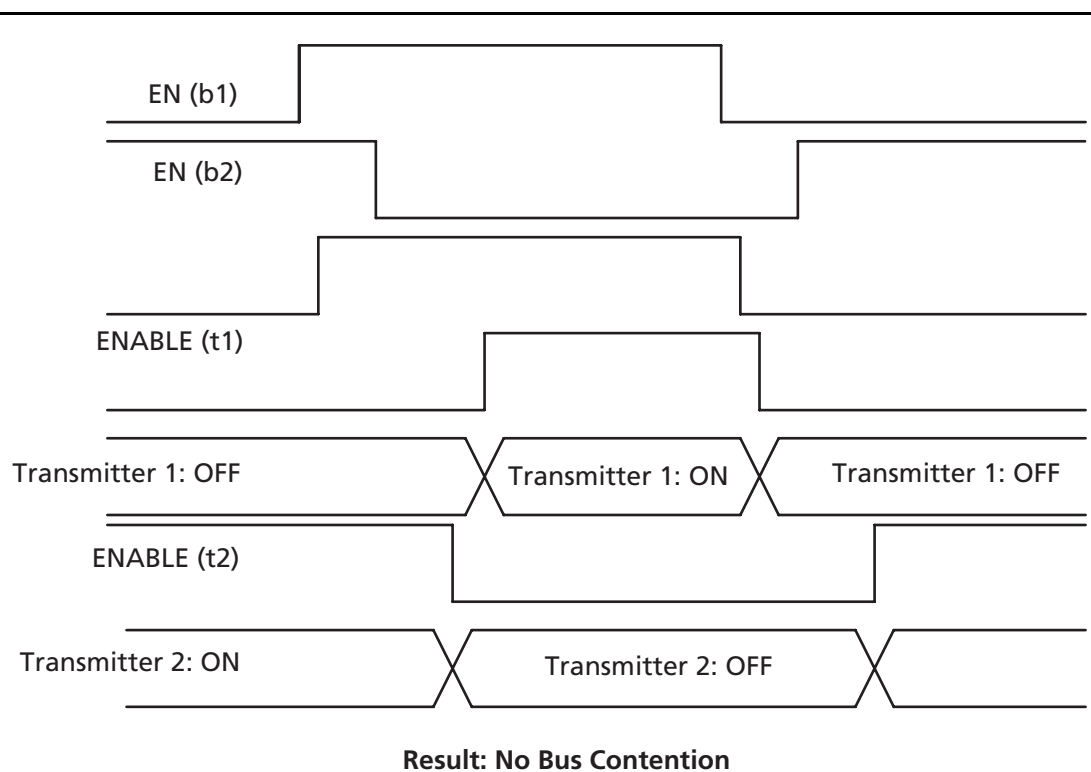 EN (b1)
EN (b2)
ENABLE (t1)
Transmitter 1: OFF
Transmitter 1: ON
Transmitter 1: OFF
ENABLE (t2)
Transmitter 2: ON
Transmitter 2: OFF
Result: No Bus Contention